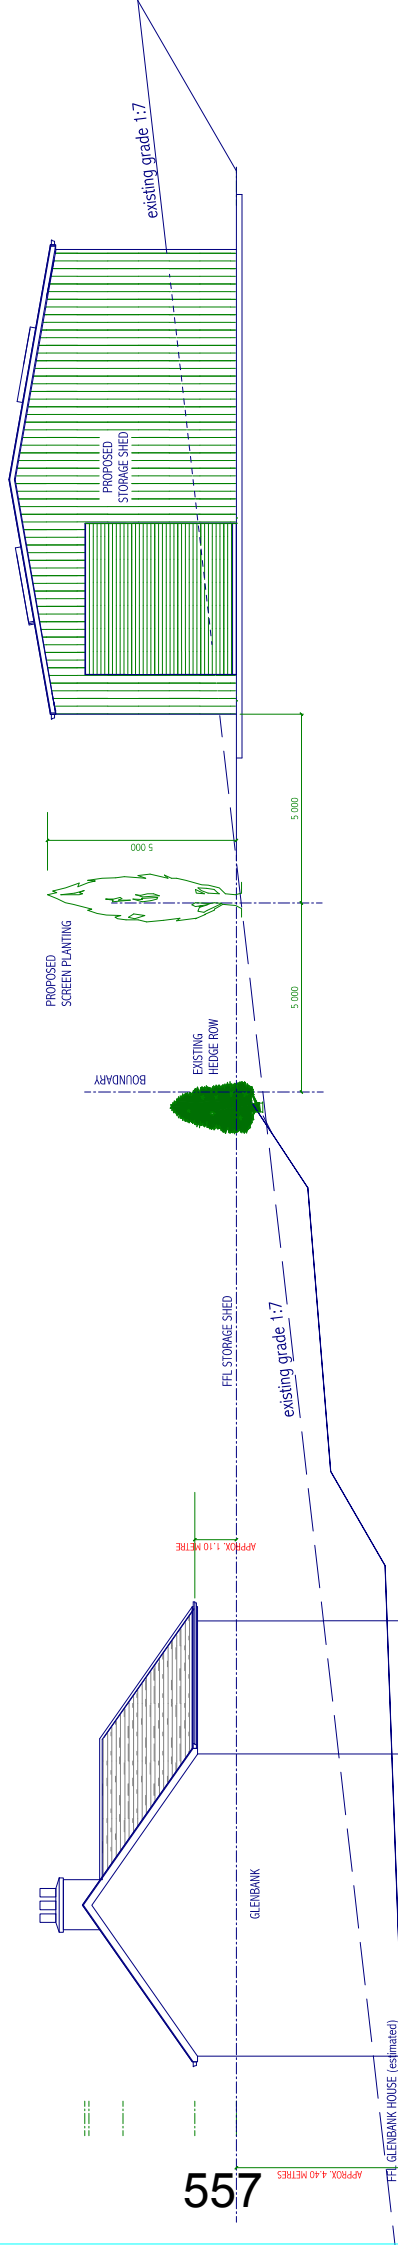 existing grade 1:7
PROPOSED
STORAGE SHED
5 000
5 000
PROPOSED
SCREEN PLANTING
5 000
BOUNDARY
EXISTING
HEDGE ROW
FFL STORAGE SHED
existing grade 1:7
APPROX. 1.10 METRE
GLENBANK
FFL GLENBANK HOUSE (estimated)
APPROX. 4.40 METRES
557